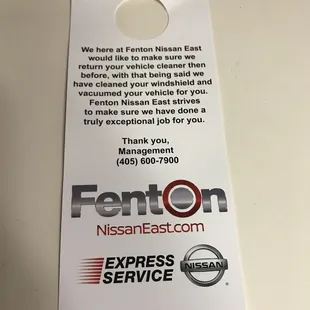 We here at Fenton Nissan East
would like to make sure we
return your vehicle cleaner then
before, with that being said we
have cleaned your windshield and
vacuumed your vehicle for you.
Fenton Nissan East strives
to make sure we have done a
truly exceptional job for you.
Thank you,
Management
(405) 600-7900
Fenton
NissanEast.com
EXPRESS
SERVICE
NISSAN